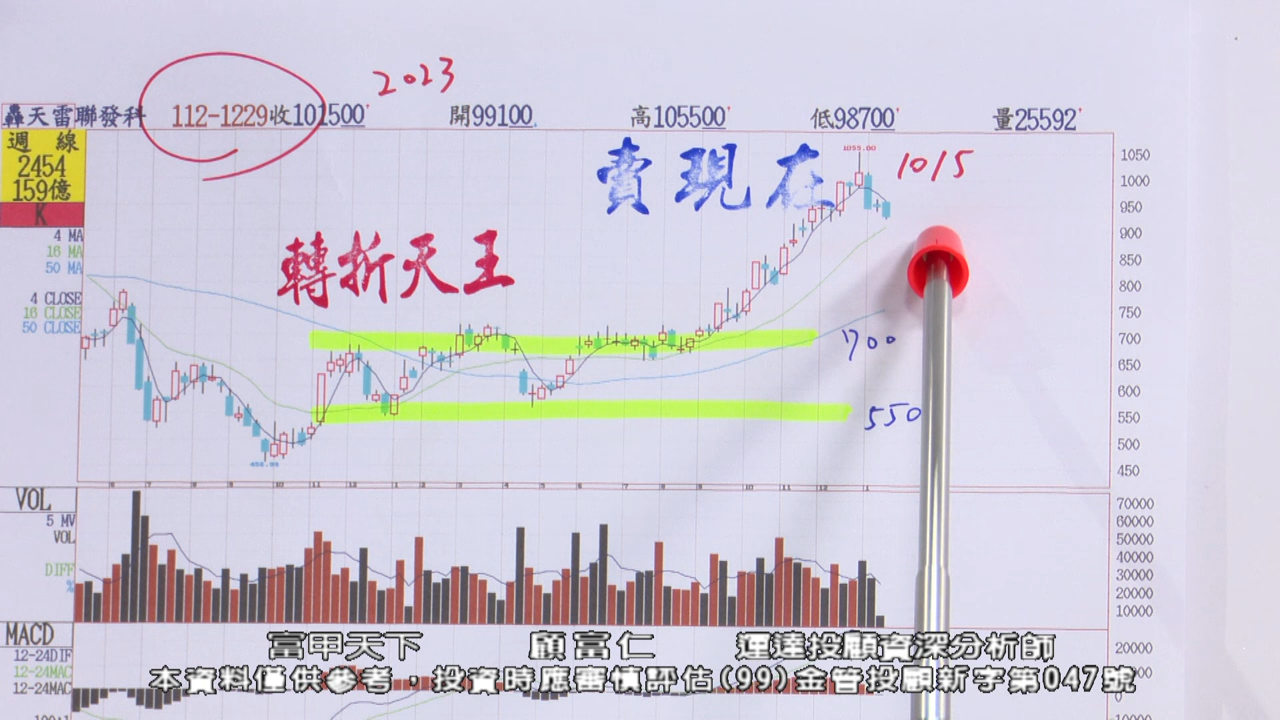 2023
轟天雷聯發科 112-1229收101500 開99100 高105500 低98700 量25592
週 線
2454
159億
K
4 MA
16 MA
50 MA
4 CLOSE
16 CLOSE
50 CLOSE
賣現在
1055.00
1015
轉折天王
700
550
1050
1000
950
900
850
800
750
700
650
600
550
500
450
VOL
5 MV
VOL
DIFF
%
70000
60000
50000
40000
30000
20000
10000
MACD
12-24DIF
12-24MAC
12-24MAC
20000
富甲天下 顧富仁 運達投顧資深分析師
本資料僅供參考，投資時應審慎評估(99)金管投顧新字第047號